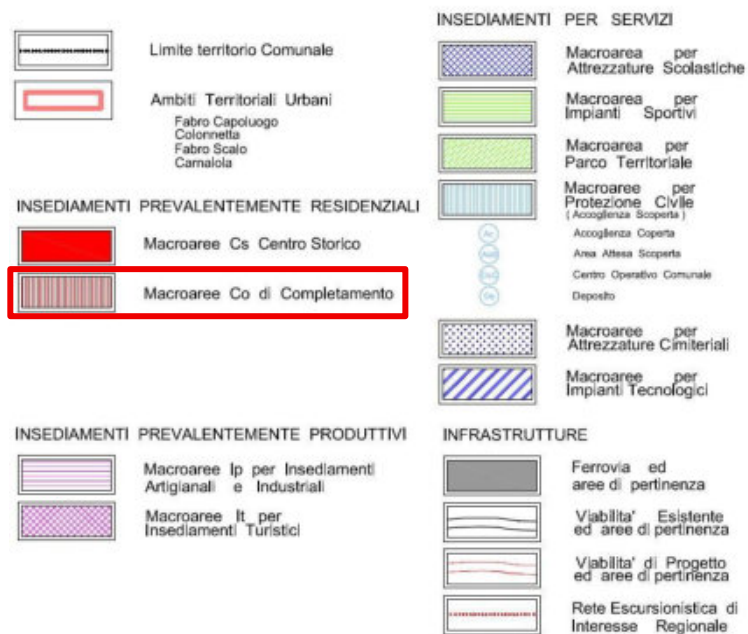 Limite territorio Comunale
Ambiti Territoriali Urbani
Fabro Capoluogo
Colonnetta
Fabro Scalo
Carnaiola
INSEDIAMENTI PREVALENTEMENTE RESIDENZIALI
Macroaree Cs Centro Storico
Macroaree Co di Completamento
INSEDIAMENTI PREVALENTEMENTE PRODUTTIVI
Macroaree Ip per Insediamenti
Artigianali e Industriali
Macroaree It per
Insediamenti Turistici
INSEDIAMENTI PER SERVIZI
Macroarea per
Attrezzature Scolastiche
Macroarea per
Impianti Sportivi
Macroarea per
Parco Territoriale
Macroaree per
Protezione Civile
( Accoglienza Scoperta )
Ac
Accoglienza Coperta
Area Attesa Scoperta
Centro Operativo Comunale
De
Deposito
Macroaree per
Attrezzature Cimiteriali
Macroaree per
Impianti Tecnologici
INFRASTRUTTURE
Ferrovia ed
aree di pertinenza
Viabilita' Esistente
ed aree di pertinenza
Viabilita' di Progetto
ed aree di pertinenza
Rete Escursionistica di
Interesse Regionale